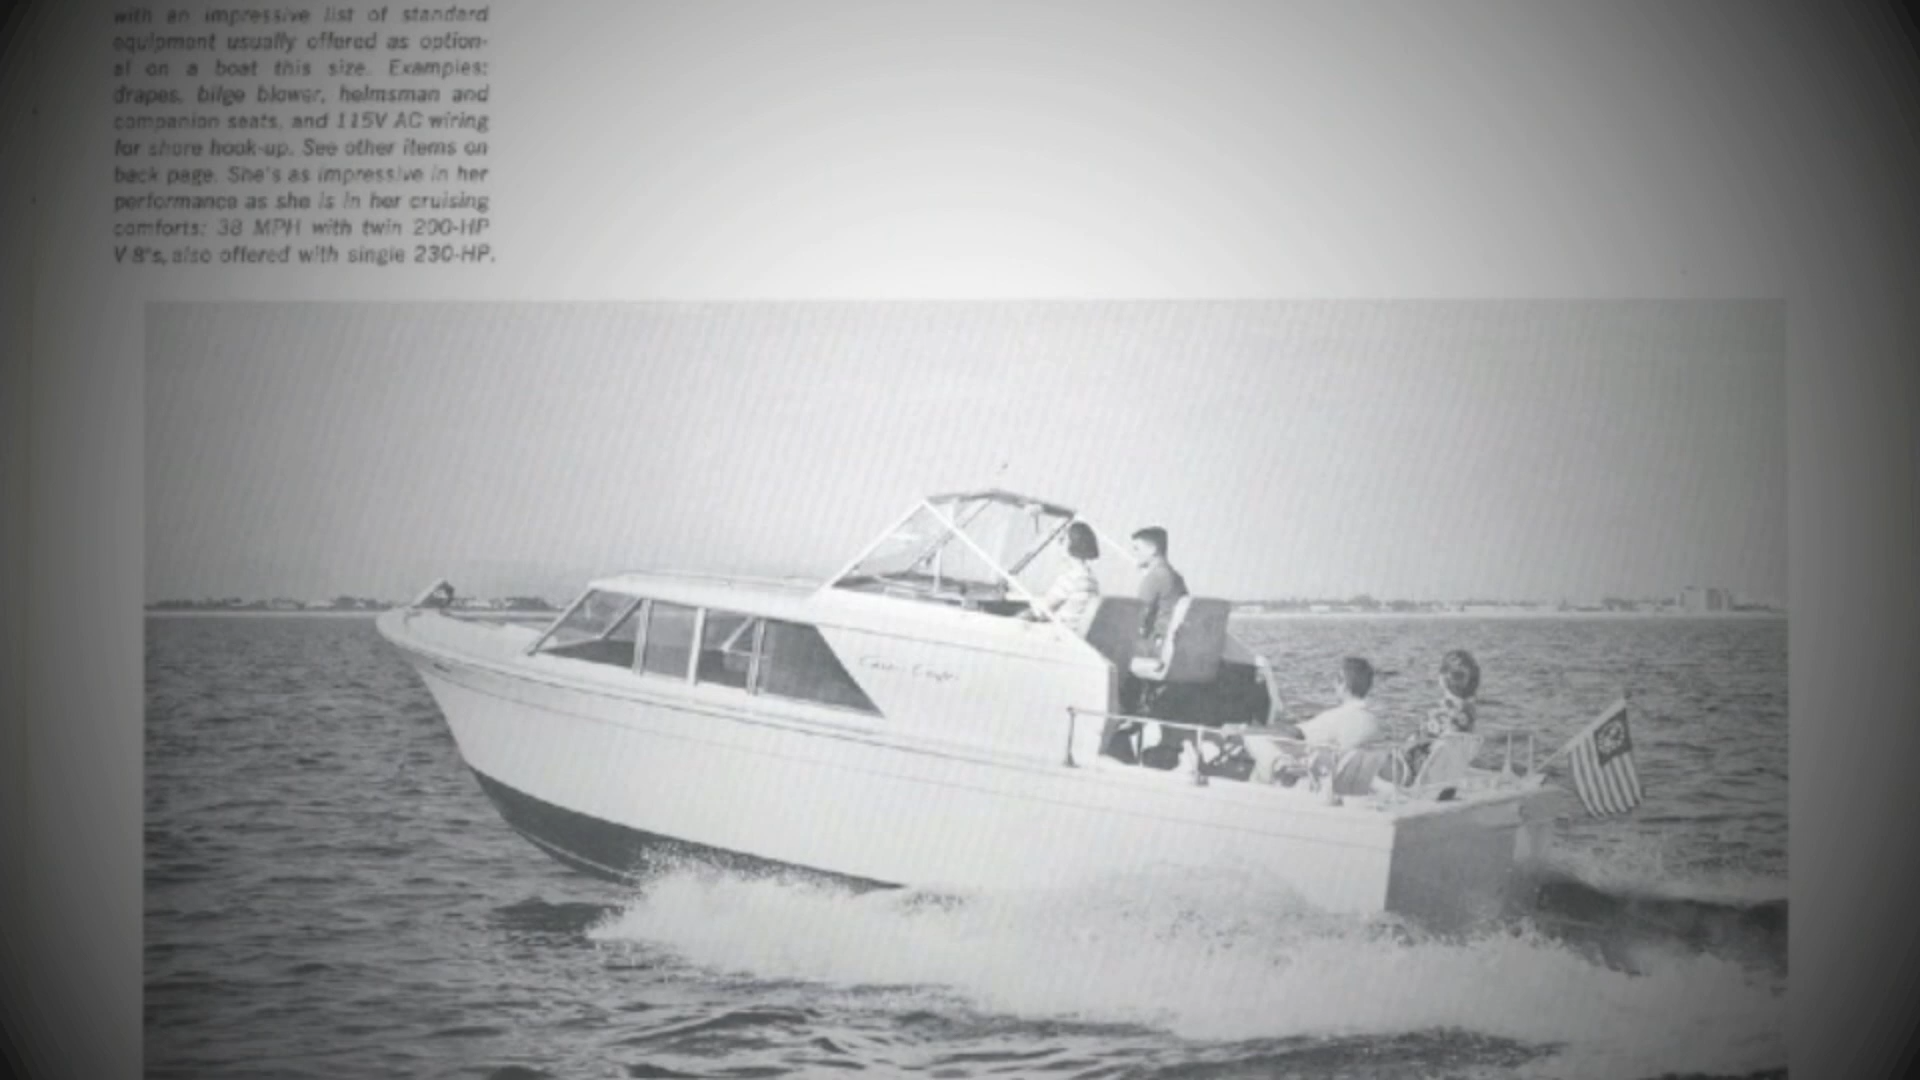 with an impressive list of standard
equipment usually offered as option-
al on a boat this size. Examples:
drapes, bilge blower, helmsman and
companion seats, and 115V AC wiring
for shore hook-up. See other items on
back page. She's as impressive in her
performance as she is in her cruising
comforts: 38 MPH with twin 200-HP
V 8's, also offered with single 230-HP.